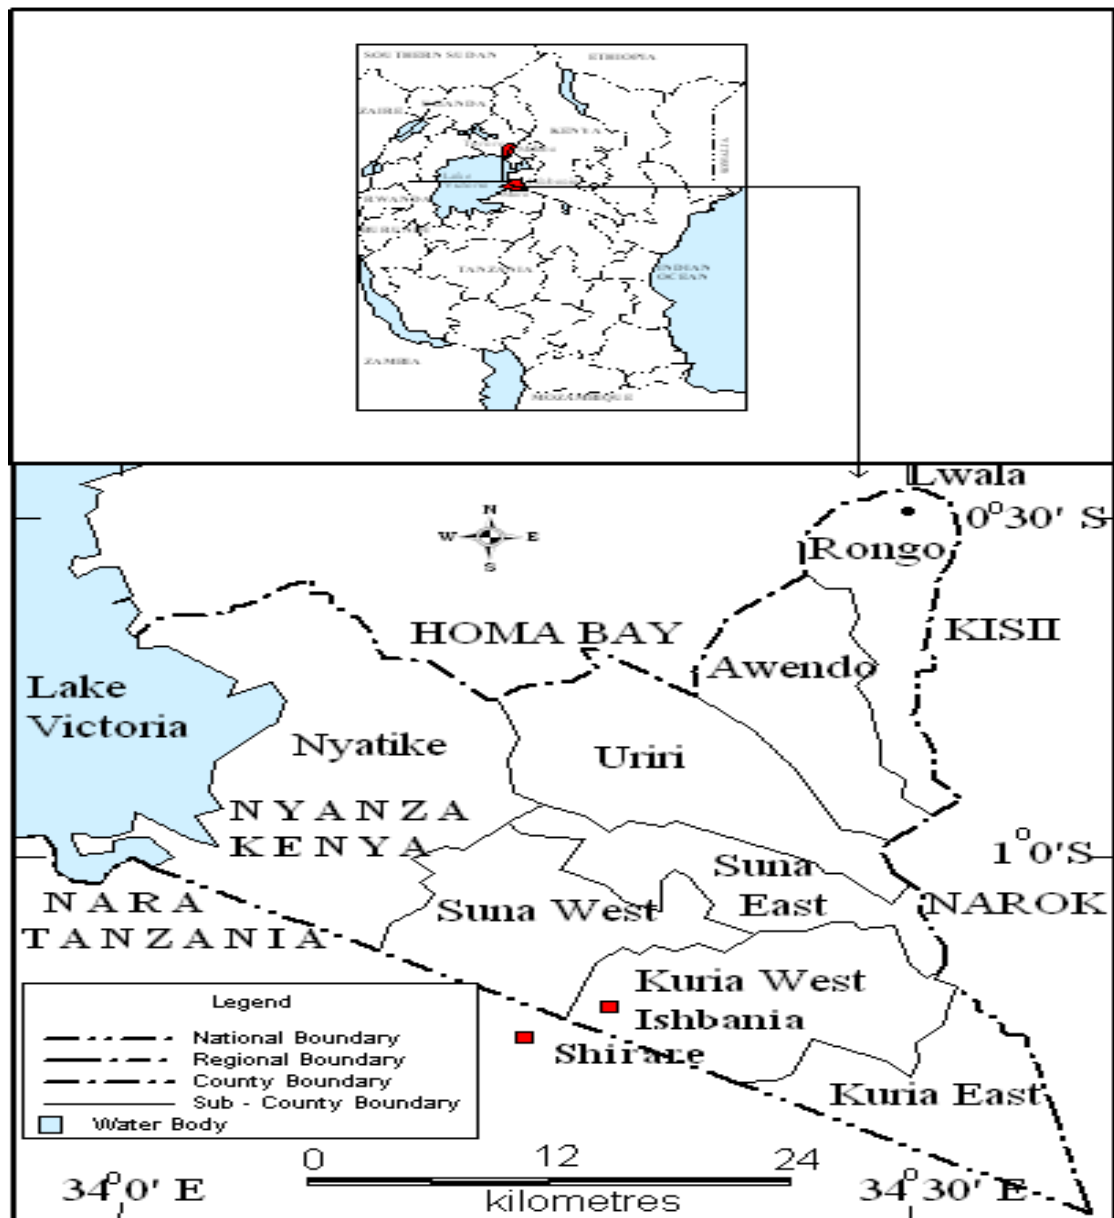 SOUTHERN SUDAN
ETHIOPIA
UGANDA
ZAIRE
KENYA
Lake
Victoria
RWANDA
BURUNDI
TANZANIA
INDIAN
OCEAN
ZAMBIA
MOZAMBIQUE
Lwala
0°30' S
Rongo
N
W E
S
HOMA BAY
KISII
Awendo
Lake
Victoria
Nyatike
Uriri
NYANZA
KENYA
1°0'S
Suna
East
NARA
TANZANIA
Suna West
NAROK
Kuria West
Ishbania
Shirare
Kuria East
Legend
National Boundary
Regional Boundary
County Boundary
Sub - County Boundary
Water Body
0 12 24
kilometres
34°0' E
34°30' E